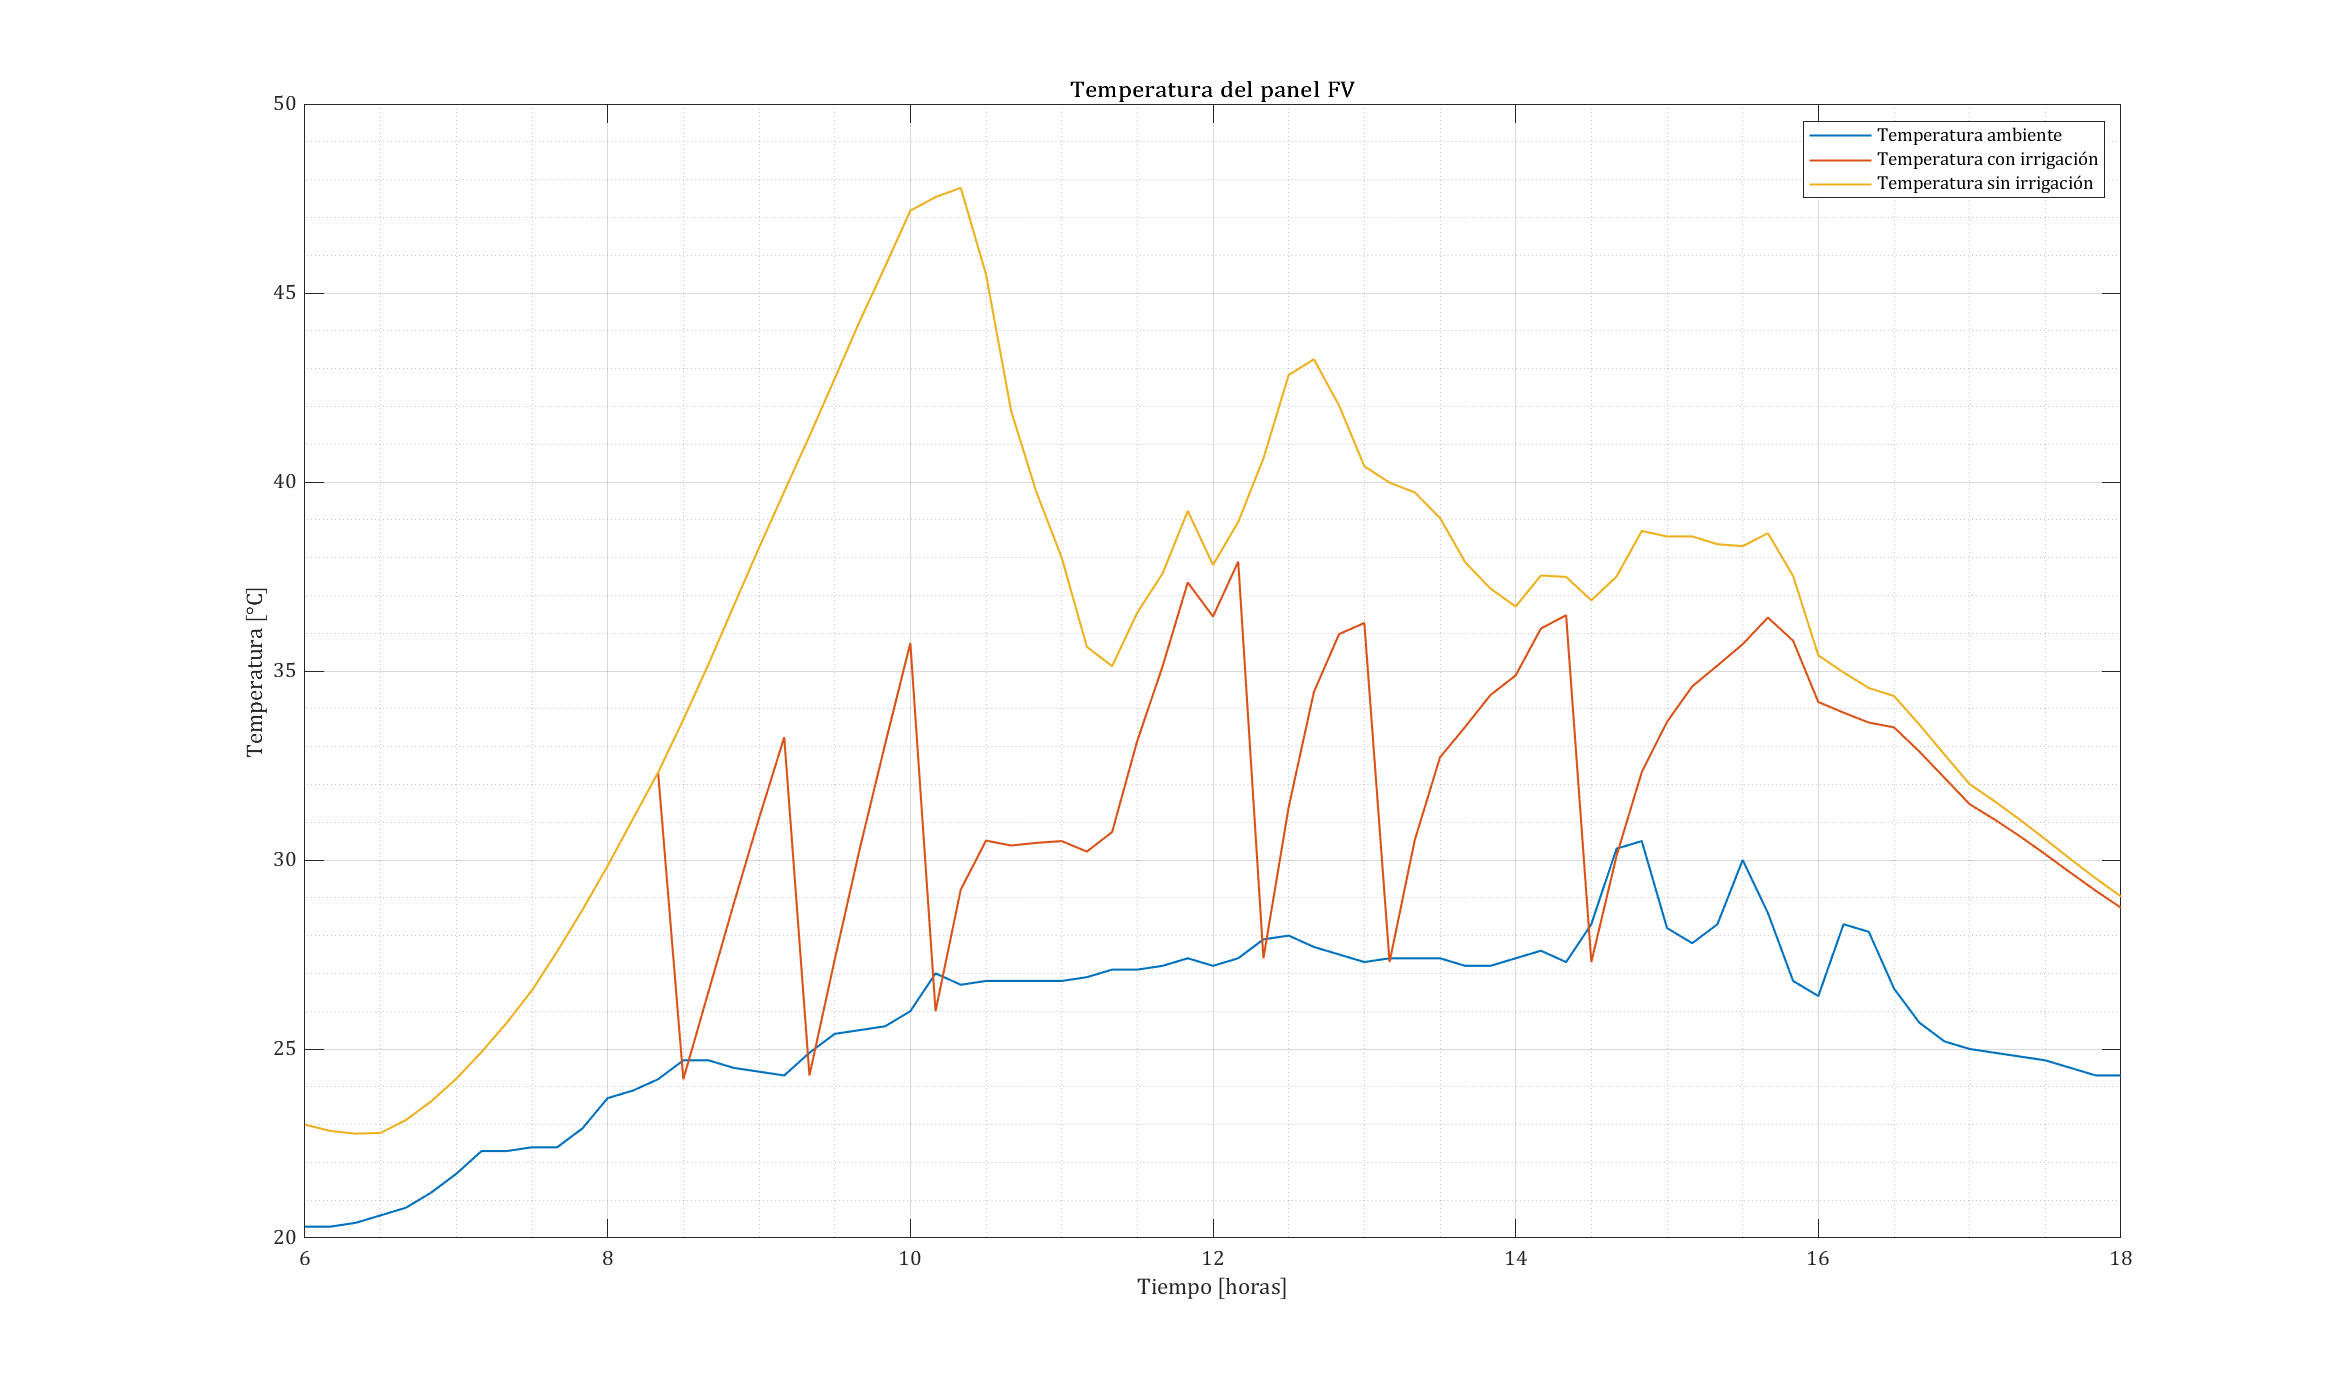 Temperatura del panel FV
50
45
40
35
30
25
20
Temperatura [°C]
Temperatura ambiente
Temperatura con irrigación
Temperatura sin irrigación
6 8 10 12 14 16 18
Tiempo [horas]